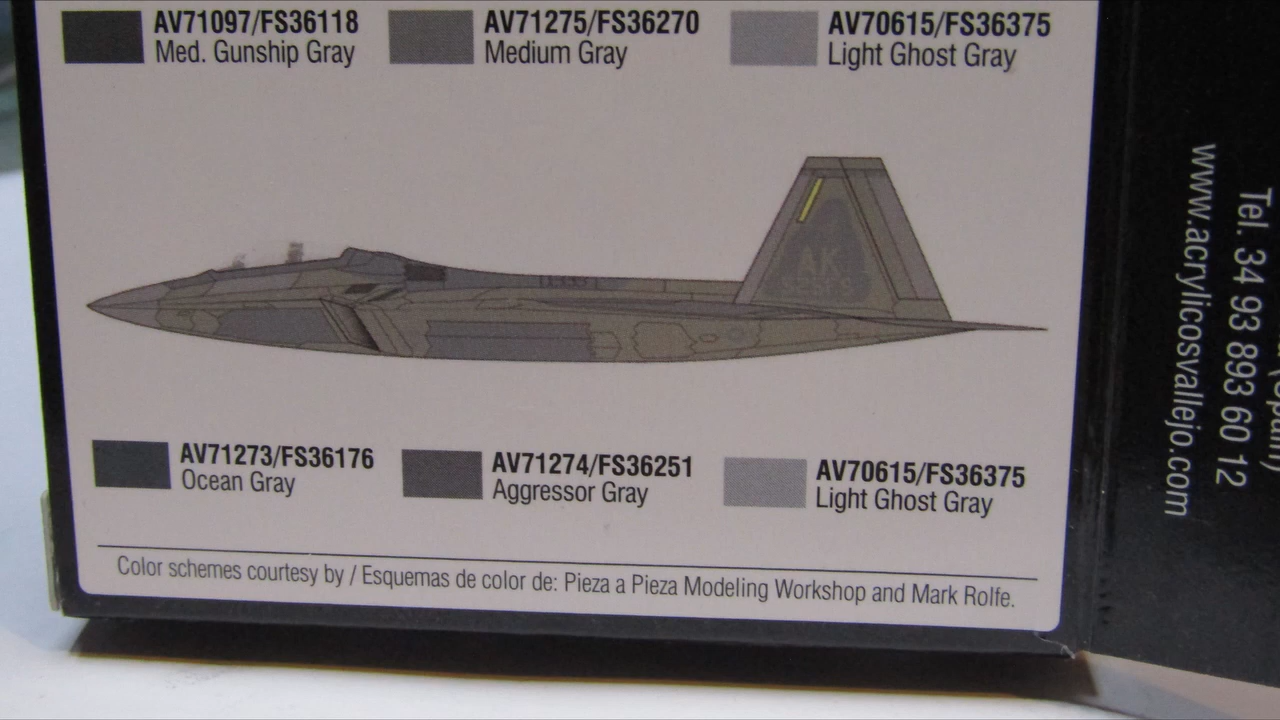 AV71097/FS36118
Med. Gunship Gray
AV71275/FS36270
Medium Gray
AV70615/FS36375
Light Ghost Gray
AK
AV71273/FS36176
Ocean Gray
AV71274/FS36251
Aggressor Gray
AV70615/FS36375
Light Ghost Gray
Color schemes courtesy by / Esquemas de color de: Pieza a Pieza Modeling Workshop and Mark Rolfe.
Tel. 34 93 893 60 12
www.acrylicosvallejo.com